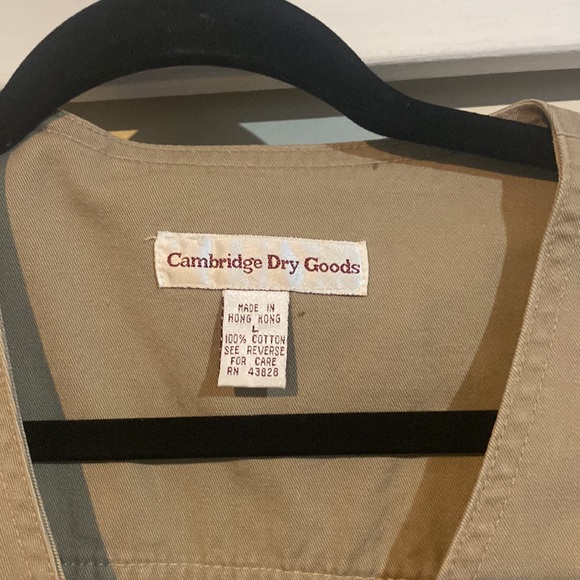 Cambridge Dry Goods
MADE IN
HONG KONG
L
100% COTTON
SEE REVERSE
FOR CARE
RN 43828